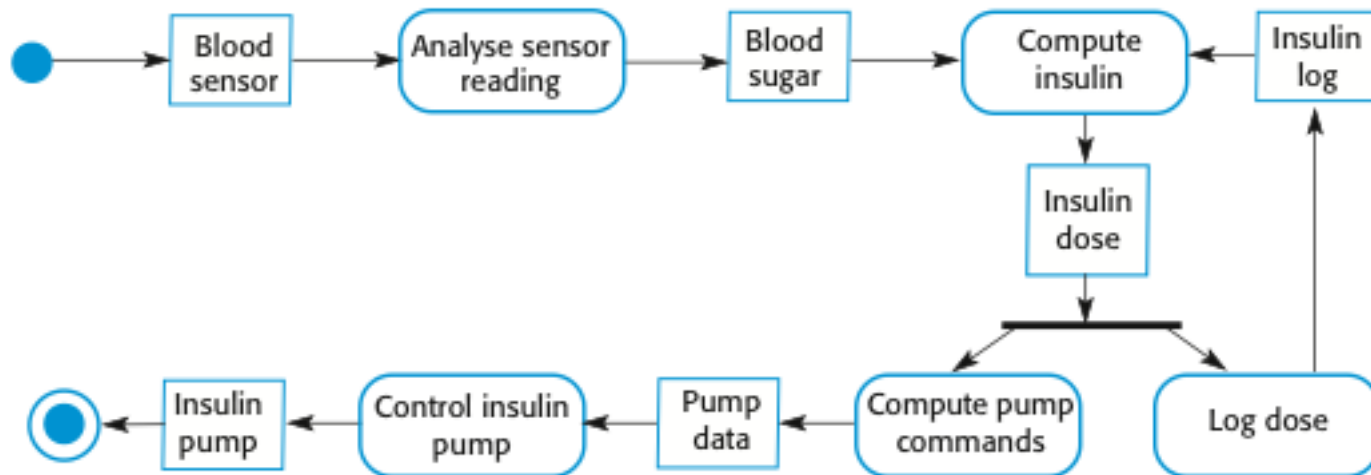 Blood
sensor
Analyse sensor
reading
Blood
sugar
Compute
insulin
Insulin
log
Insulin
dose
Insulin
pump
Control insulin
pump
Pump
data
Compute pump
commands
Log dose